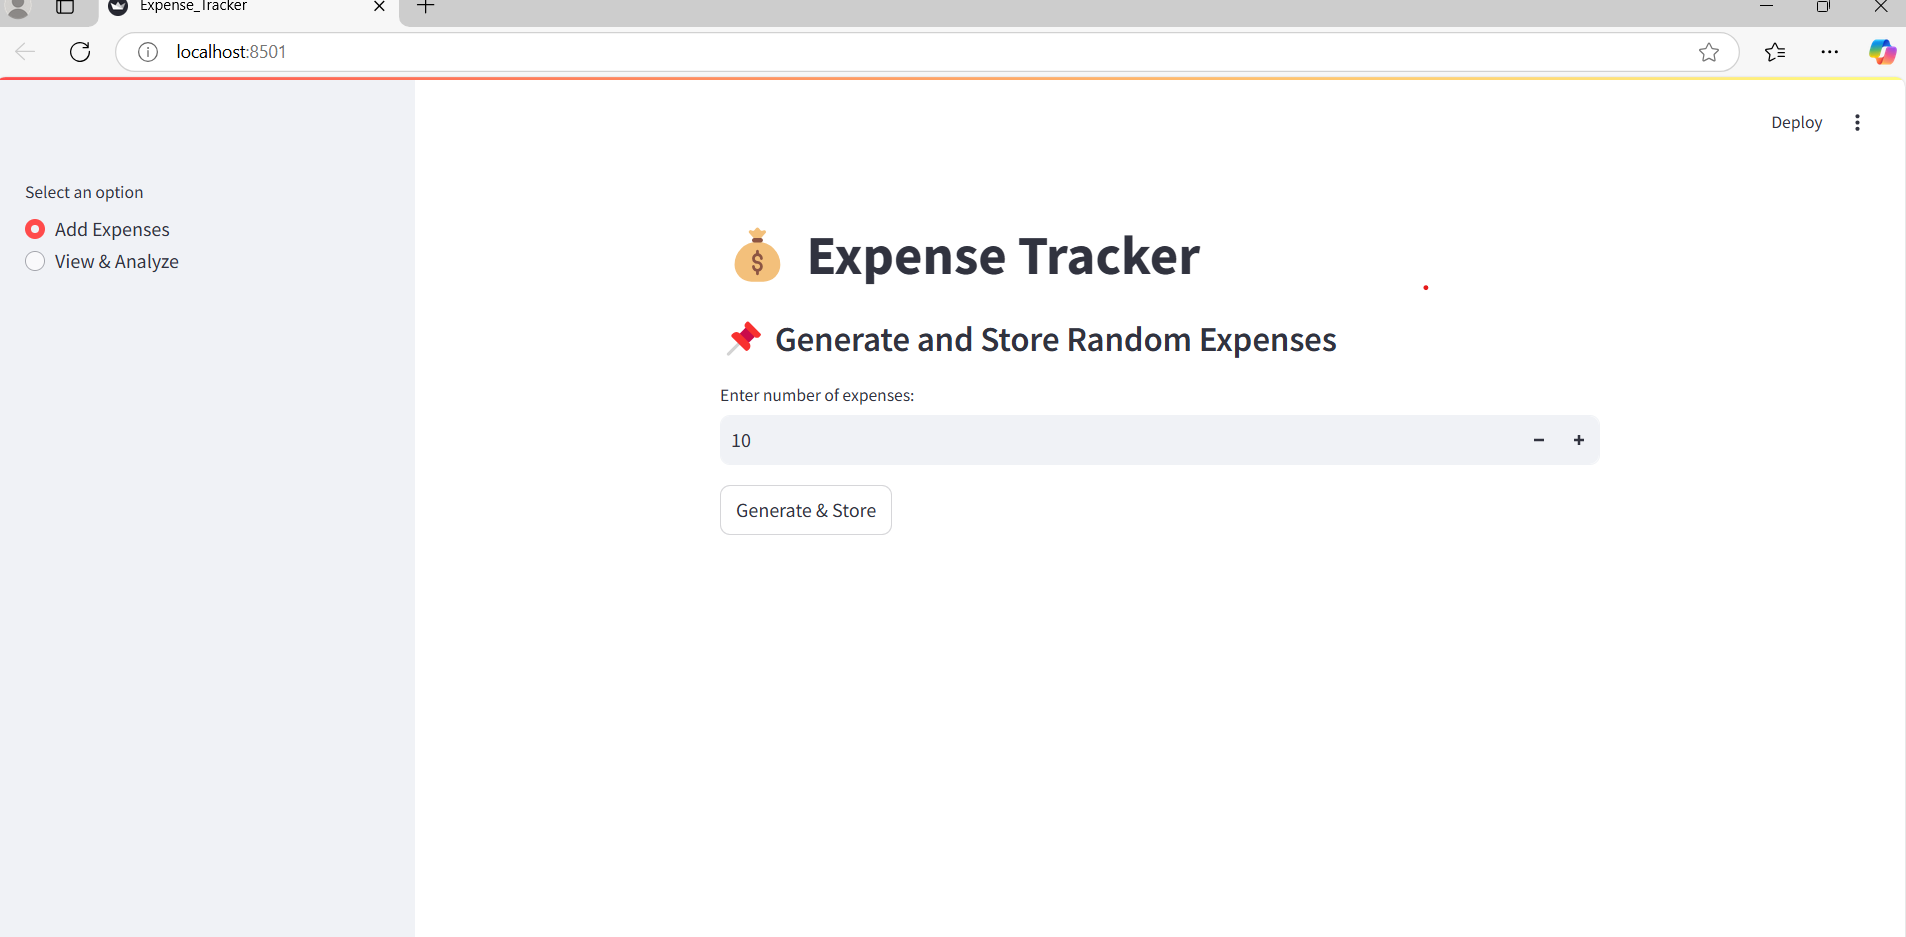 Expense_Tracker
localhost:8501
Deploy
Select an option
Add Expenses
View & Analyze
$ Expense Tracker
Generate and Store Random Expenses
Enter number of expenses:
10
Generate & Store